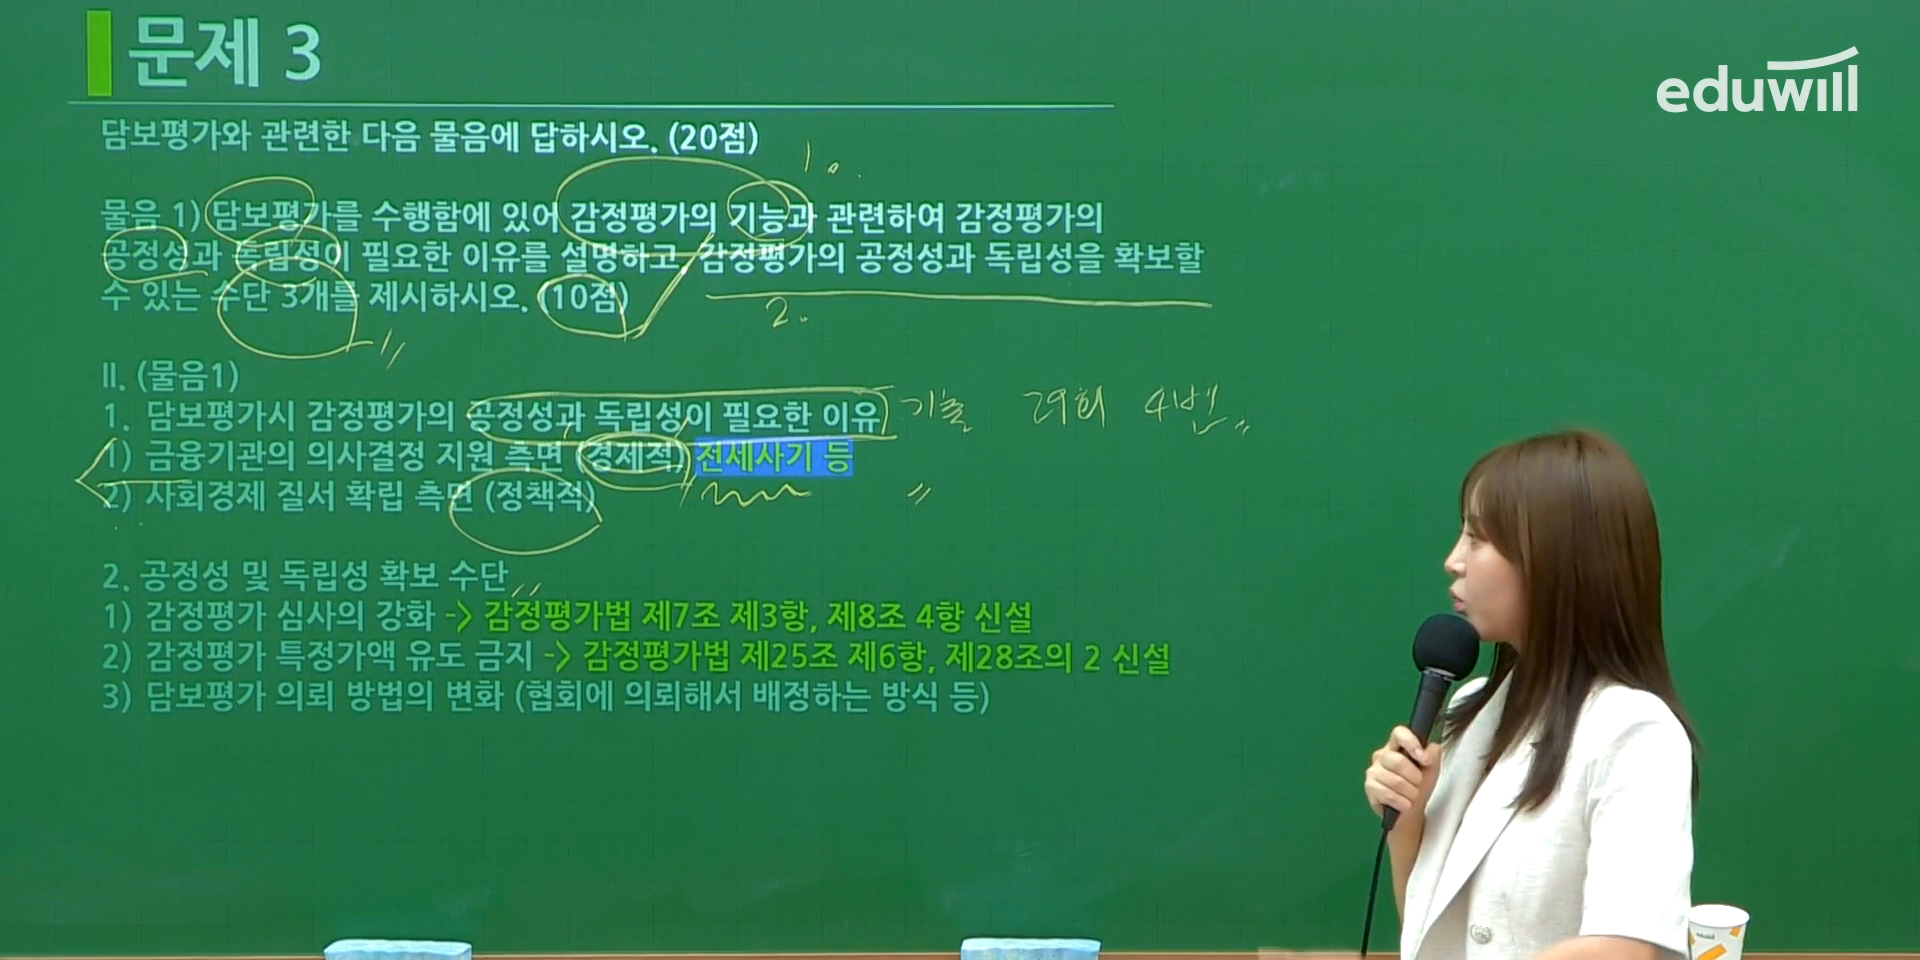 문제 3
eduwill
담보평가와 관련한 다음 물음에 답하시오. (20점)
1.
물음 1) 담보평가를 수행함에 있어 감정평가의 기능과 관련하여 감정평가의
공정성과 독립성이 필요한 이유를 설명하고, 감정평가의 공정성과 독립성을 확보할
수 있는 수단 3개를 제시하시오. (10점)
2.
II. (물음1)
1. 담보평가시 감정평가의 공정성과 독립성이 필요한 이유 기능 29회 4번
1) 금융기관의 의사결정 지원 측면 (경제적) 전세사기 등
2) 사회경제 질서 확립 측면 (정책적)
2. 공정성 및 독립성 확보 수단
1) 감정평가 심사의 강화 -> 감정평가법 제7조 제3항, 제8조 4항 신설
2) 감정평가 특정가액 유도 금지 -> 감정평가법 제25조 제6항, 제28조의 2 신설
3) 담보평가 의뢰 방법의 변화 (협회에 의뢰해서 배정하는 방식 등)